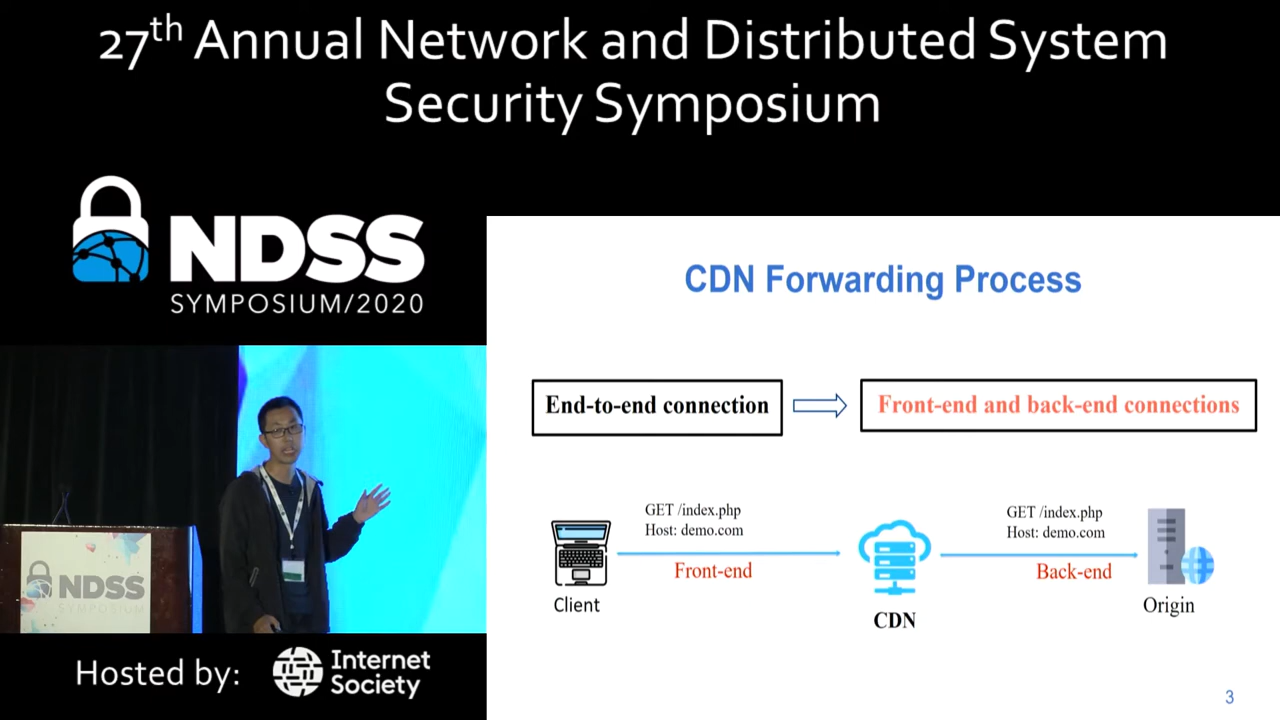 27th Annual Network and Distributed System
Security Symposium
NDSS
SYMPOSIUM/2020
CDN Forwarding Process
End-to-end connection
Front-end and back-end connections
GET /index.php
Host: demo.com
Front-end
Client
CDN
GET /index.php
Host: demo.com
Back-end
Origin
NDSS
SYMPOSIUM
Hosted by:
Internet
Society
3